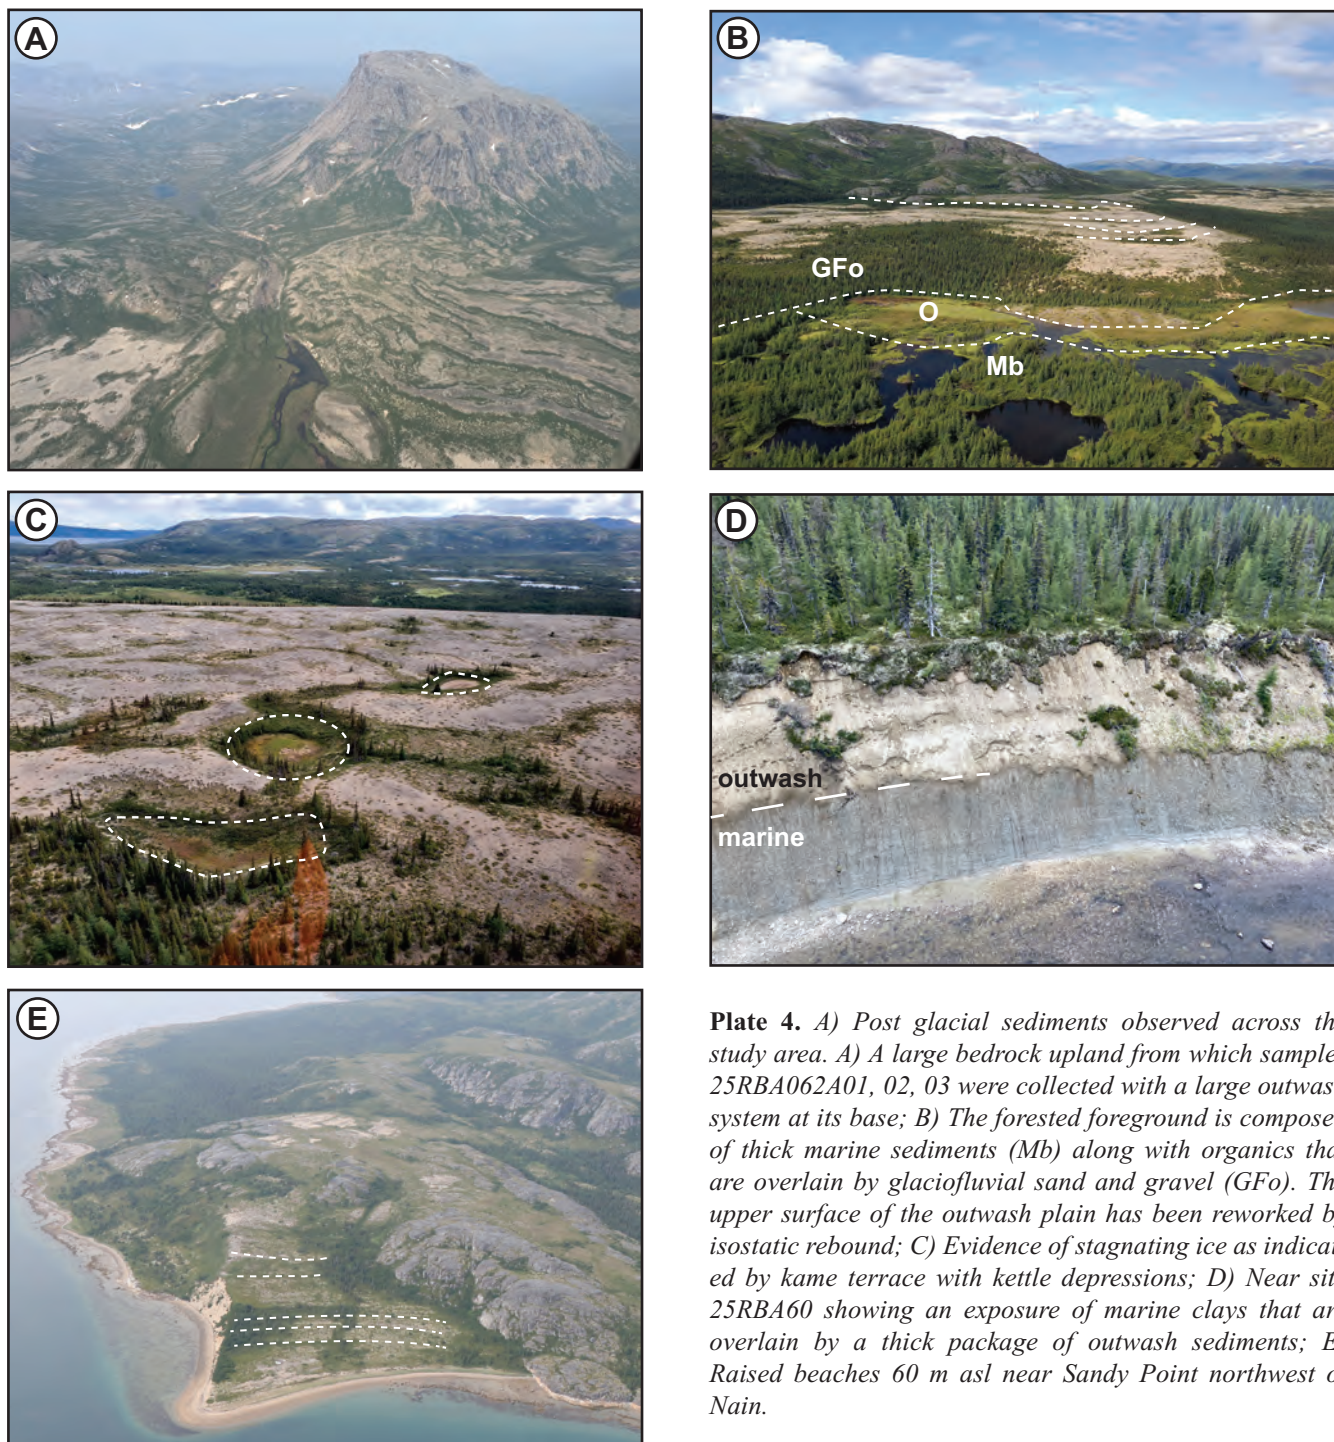 A
B
GFo
O
Mb
C
D
outwash
marine
E
Plate 4. A) Post glacial sediments observed across th
study area. A) A large bedrock upland from which sample
25RBA062A01, 02, 03 were collected with a large outwas
system at its base; B) The forested foreground is compose
of thick marine sediments (Mb) along with organics tha
are overlain by glaciofluvial sand and gravel (GFo). Th
upper surface of the outwash plain has been reworked b
isostatic rebound; C) Evidence of stagnating ice as indicat
ed by kame terrace with kettle depressions; D) Near sit
25RBA60 showing an exposure of marine clays that ar
overlain by a thick package of outwash sediments; E
Raised beaches 60 m asl near Sandy Point northwest o
Nain.